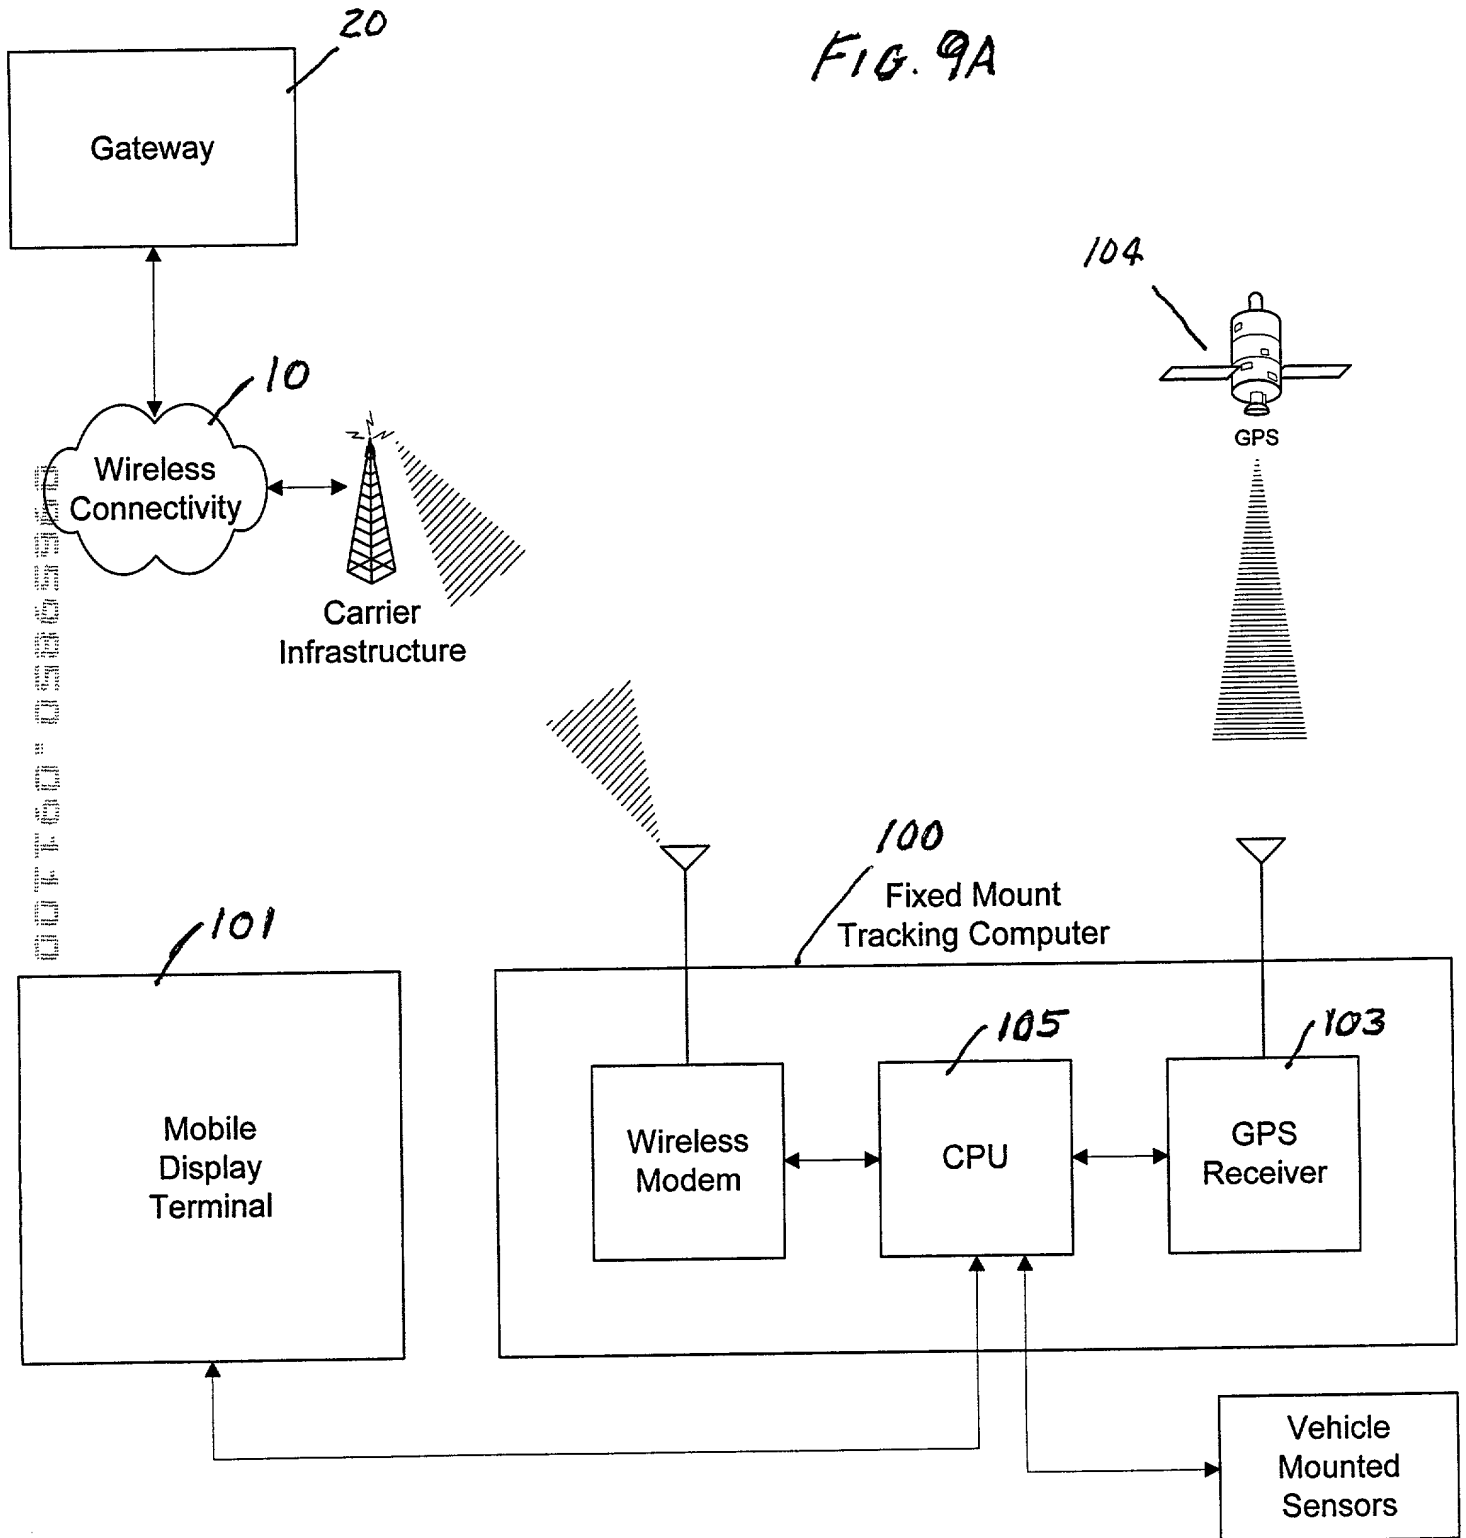 20
FIG. 9A
Gateway
104
10
GPS
Wireless
Connectivity
Carrier
Infrastructure
100
Fixed Mount
Tracking Computer
101
105
103
Mobile
Display
Terminal
Wireless
Modem
CPU
GPS
Receiver
Vehicle
Mounted
Sensors